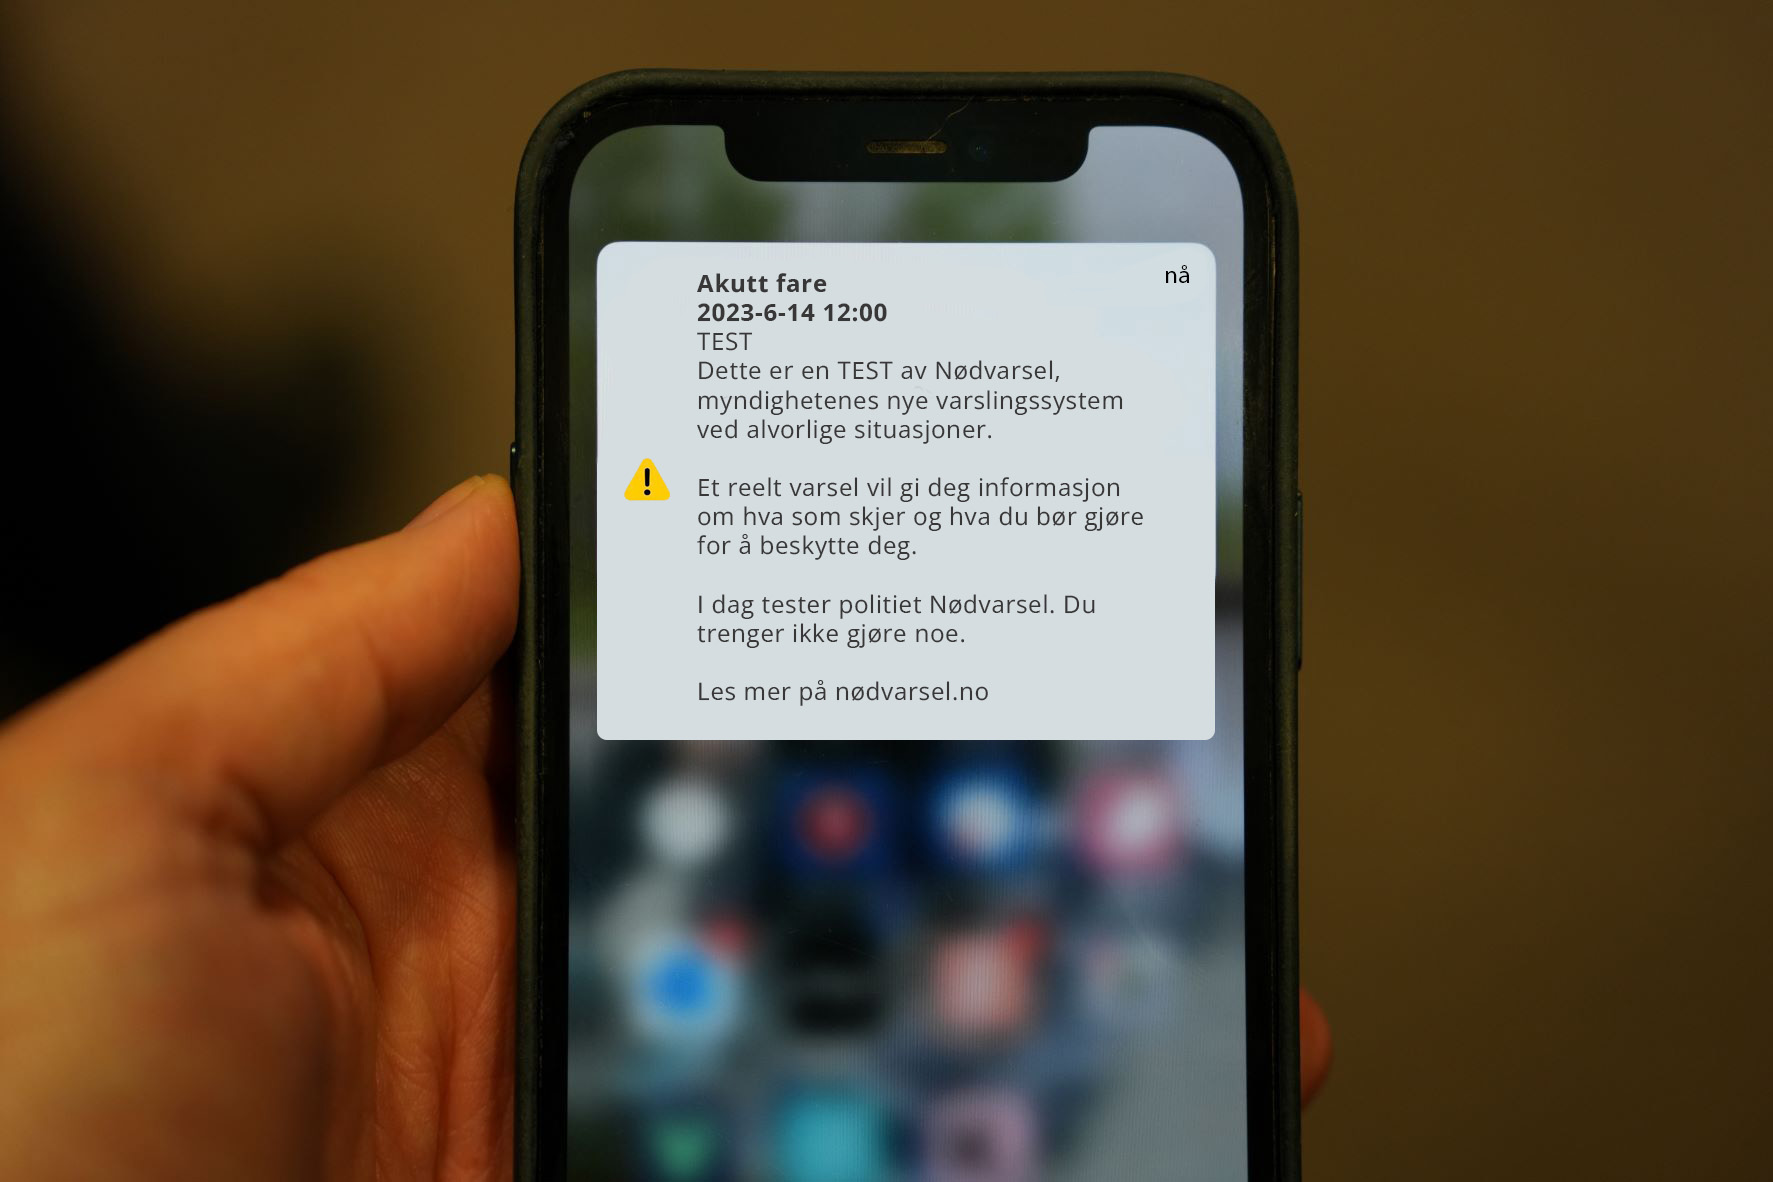 Akutt fare
nå
2023-6-14 12:00
TEST
Dette er en TEST av Nødvarsel,
myndighetenes nye varslingssystem
ved alvorlige situasjoner.
Et reelt varsel vil gi deg informasjon
om hva som skjer og hva du bør gjøre
for å beskytte deg.
I dag tester politiet Nødvarsel. Du
trenger ikke gjøre noe.
Les mer på nødvarsel.no